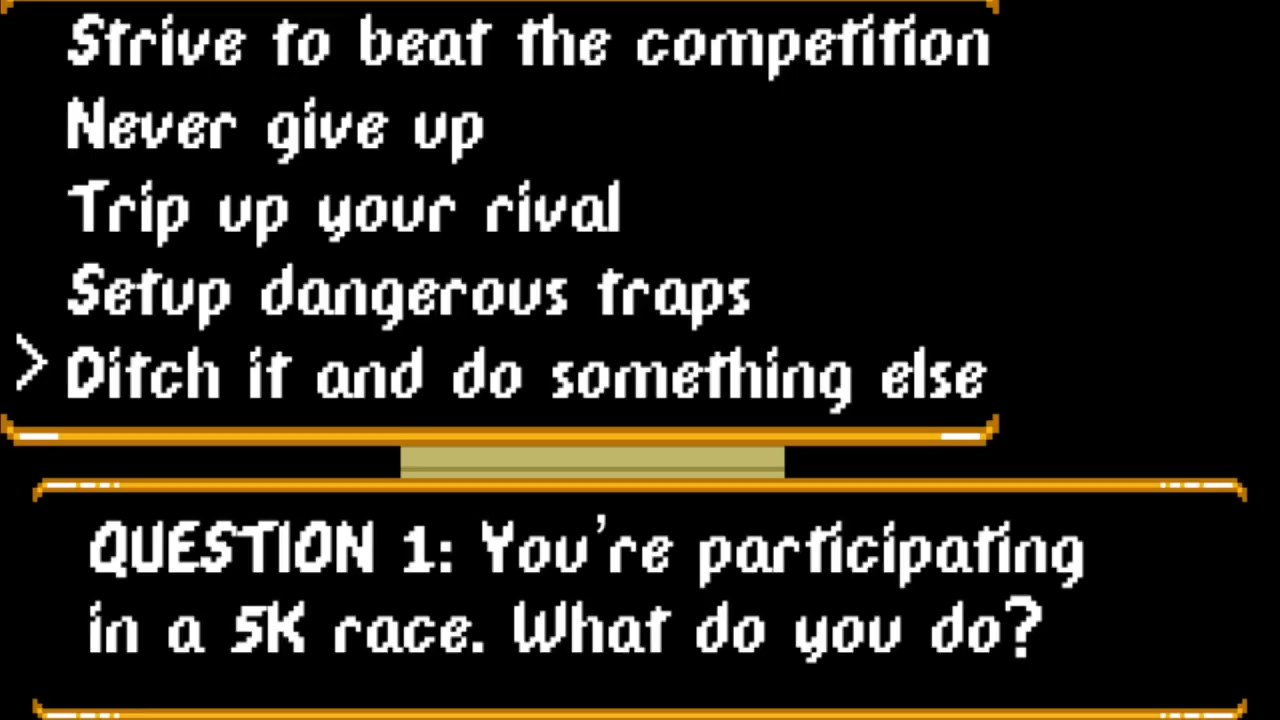 Strive to beat the competition
Never give up
Trip up your rival
Setup dangerous traps
> Ditch it and do something else
QUESTION 1: You're participating
in a 5K race. What do you do?